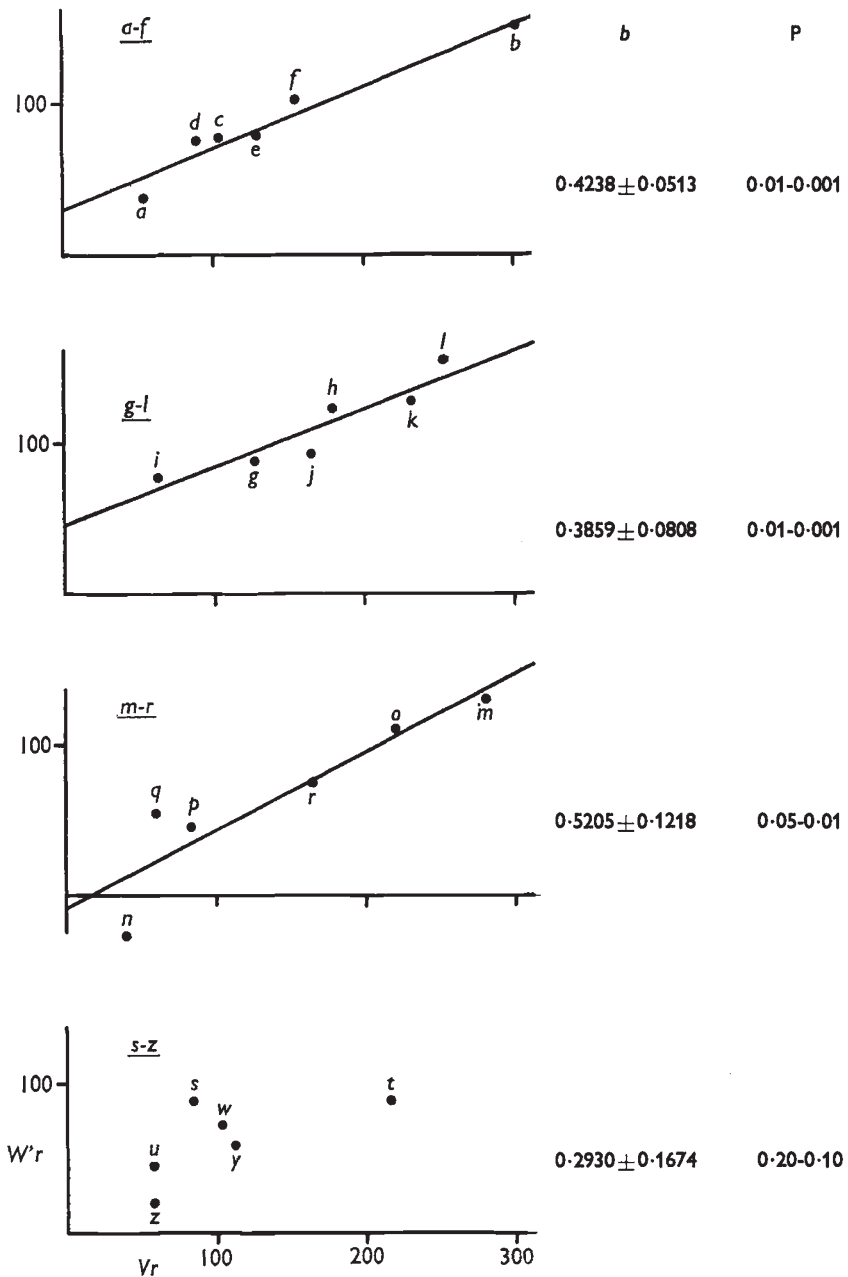 a-f b P
b
f
100
d c
e
0·4238±0·0513 0·01-0·001
a
l
h
g-l
k
100
i
g j
0·3859±0·0808 0·01-0·001
m-r o m
100
q p
r
0·5205±0·1218 0·05-0·01
n
s-z
100 s t
w
W'r u y 0·2930±0·1674 0·20-0·10
z
Vr 100 200 300